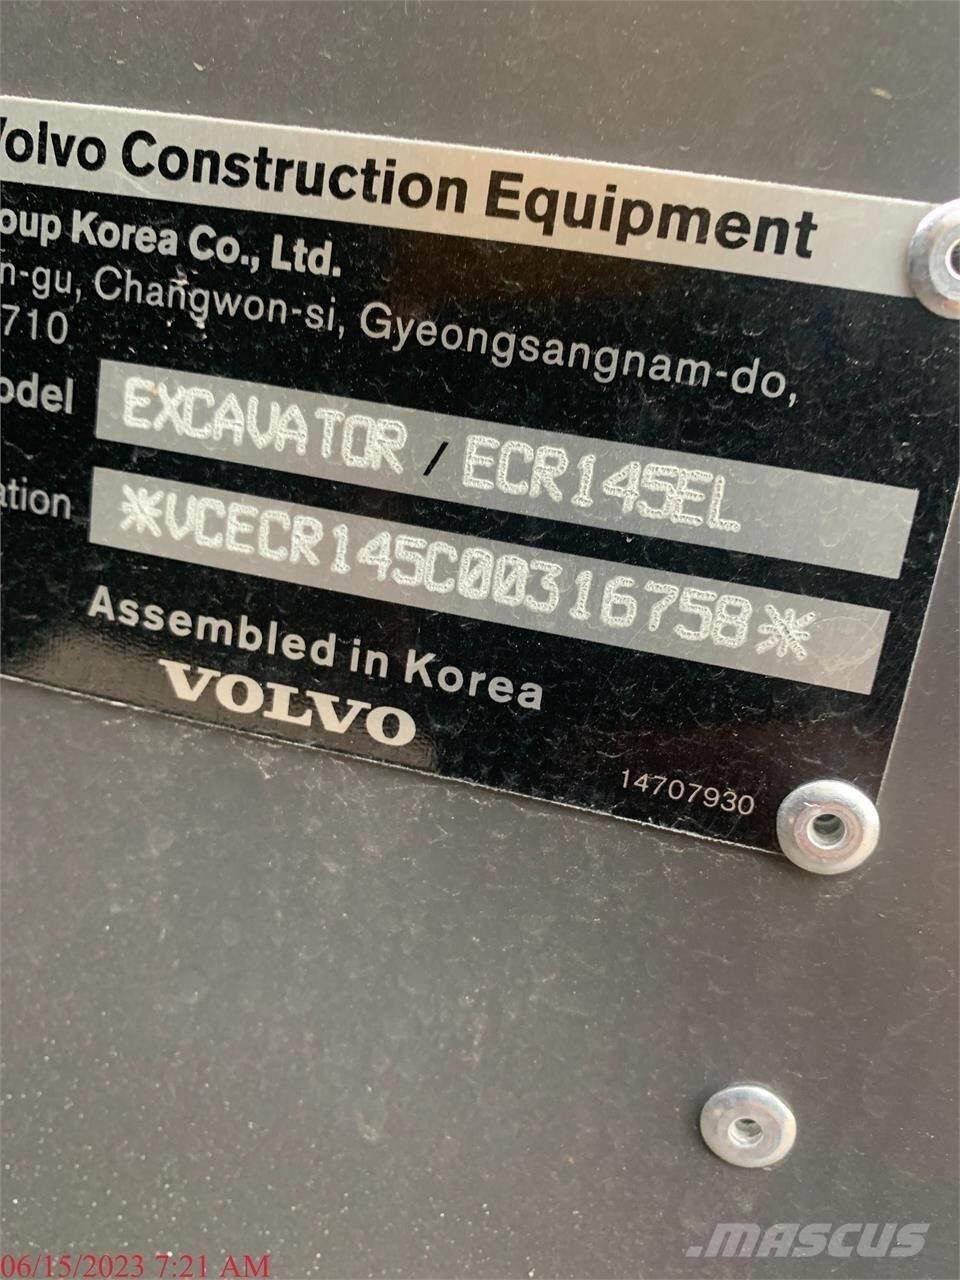 Volvo Construction Equipment
oup Korea Co., Ltd.
n-gu, Changwon-si, Gyeongsangnam-do,
710
odel EXCAVATOR / ECR145EL
ation *VCECR145C00316758*
Assembled in Korea
VOLVO
14707930
.MASCUS
06/15/2023 7:21 AM